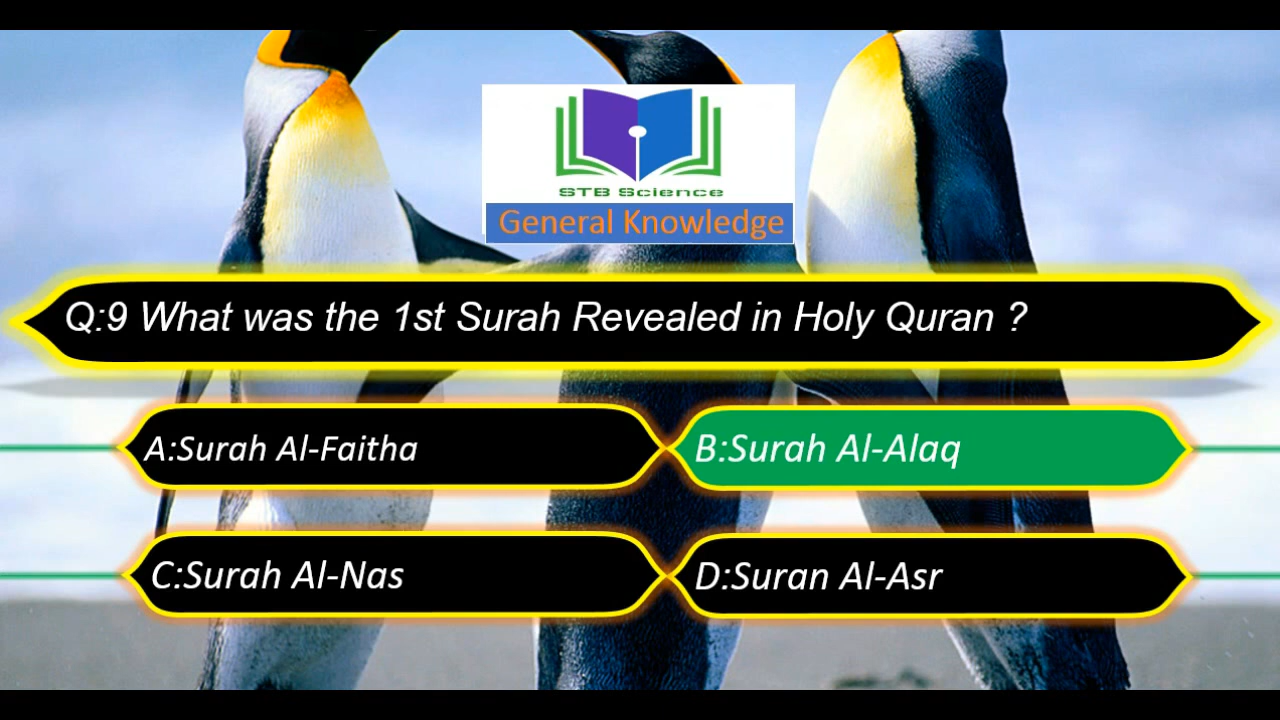 STB Science
General Knowledge
Q:9 What was the 1st Surah Revealed in Holy Quran ?
A:Surah Al-Faitha
B:Surah Al-Alaq
C:Surah Al-Nas
D:Suran Al-Asr